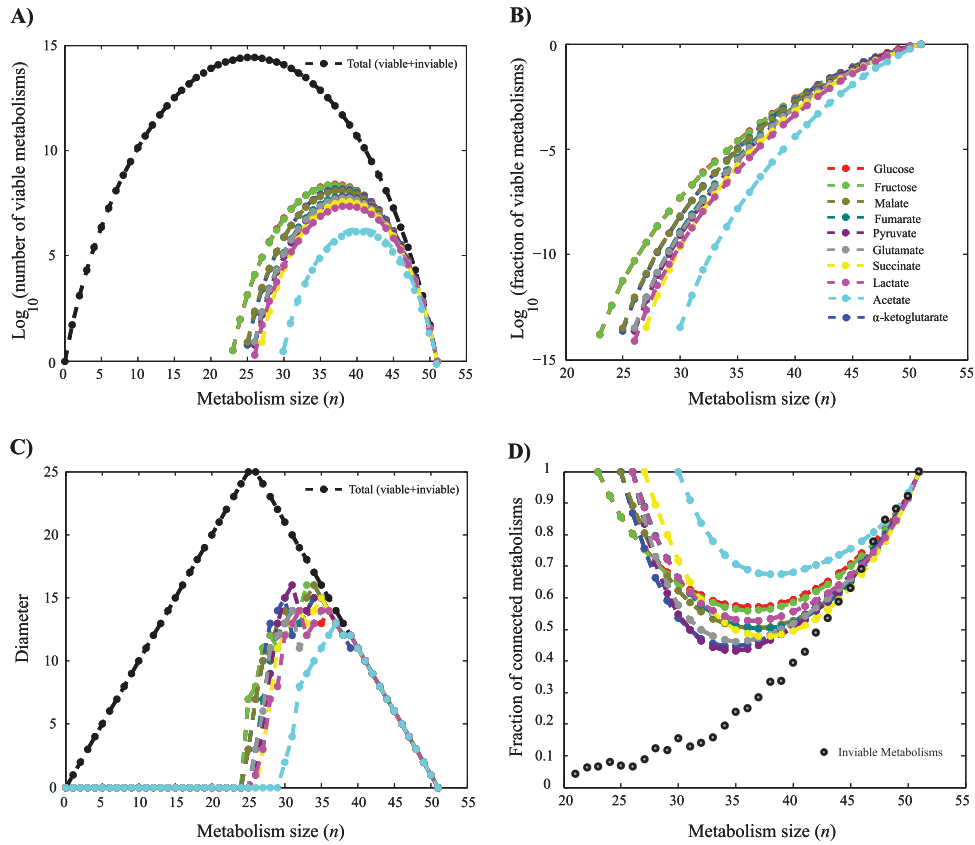 A)
Log10(number of viable metabolisms)
15
10
5
0
Total (viable+inviable)
0 5 10 15 20 25 30 35 40 45 50 55
Metabolism size (n)
B)
Log10(fraction of viable metabolisms)
0
−5
−10
−15
Glucose
Fructose
Malate
Fumarate
Pyruvate
Glutamate
Succinate
Lactate
Acetate
α-ketoglutarate
20 25 30 35 40 45 50 55
Metabolism size (n)
C)
Diameter
25
20
15
10
5
0
Total (viable+inviable)
0 5 10 15 20 25 30 35 40 45 50 55
Metabolism size (n)
D)
Fraction of connected metabolisms
1
0.9
0.8
0.7
0.6
0.5
0.4
0.3
0.2
0.1
0
Inviable Metabolisms
20 25 30 35 40 45 50 55
Metabolism size (n)